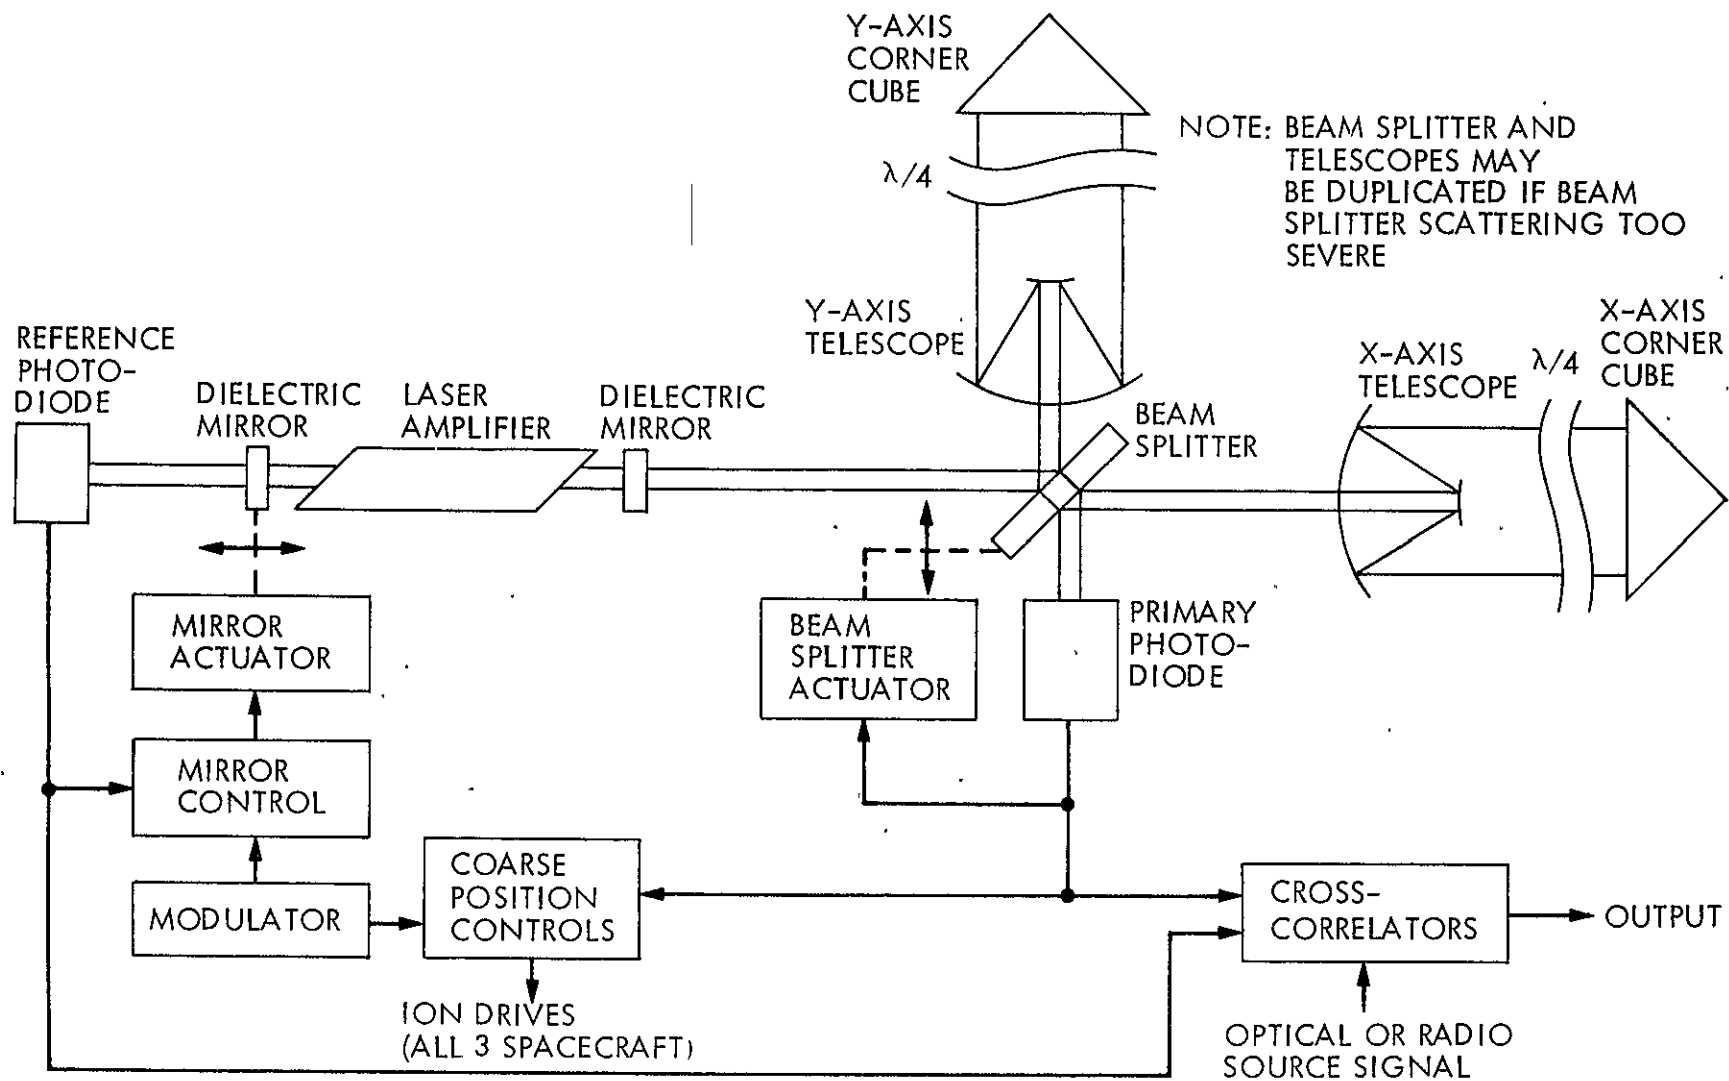 Y-AXIS
CORNER
CUBE
NOTE: BEAM SPLITTER AND
TELESCOPES MAY
BE DUPLICATED IF BEAM
SPLITTER SCATTERING TOO
SEVERE
λ/4
Y-AXIS
TELESCOPE
X-AXIS
CORNER
CUBE
λ/4
X-AXIS
TELESCOPE
REFERENCE
PHOTO-
DIODE
DIELECTRIC
MIRROR
LASER
AMPLIFIER
DIELECTRIC
MIRROR
BEAM
SPLITTER
MIRROR
ACTUATOR
BEAM
SPLITTER
ACTUATOR
PRIMARY
PHOTO-
DIODE
MIRROR
CONTROL
MODULATOR
COARSE
POSITION
CONTROLS
CROSS-
CORRELATORS
OUTPUT
ION DRIVES
(ALL 3 SPACECRAFT)
OPTICAL OR RADIO
SOURCE SIGNAL